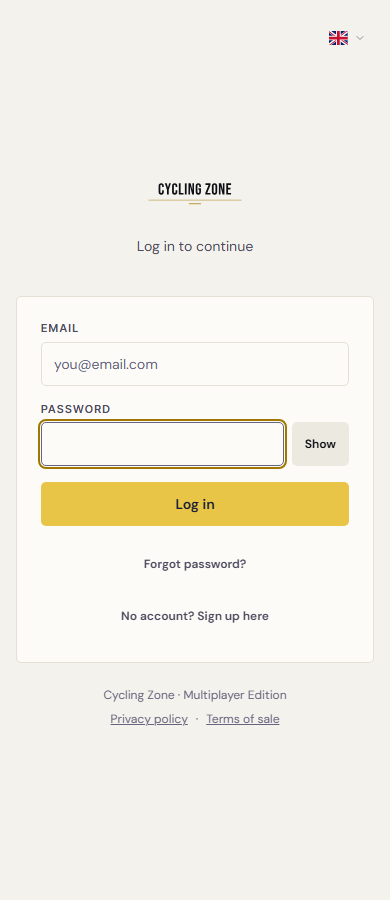 CYCLING ZONE
Log in to continue
EMAIL
you@email.com
PASSWORD
Show
Log in
Forgot password?
No account? Sign up here
Cycling Zone · Multiplayer Edition
Privacy policy · Terms of sale